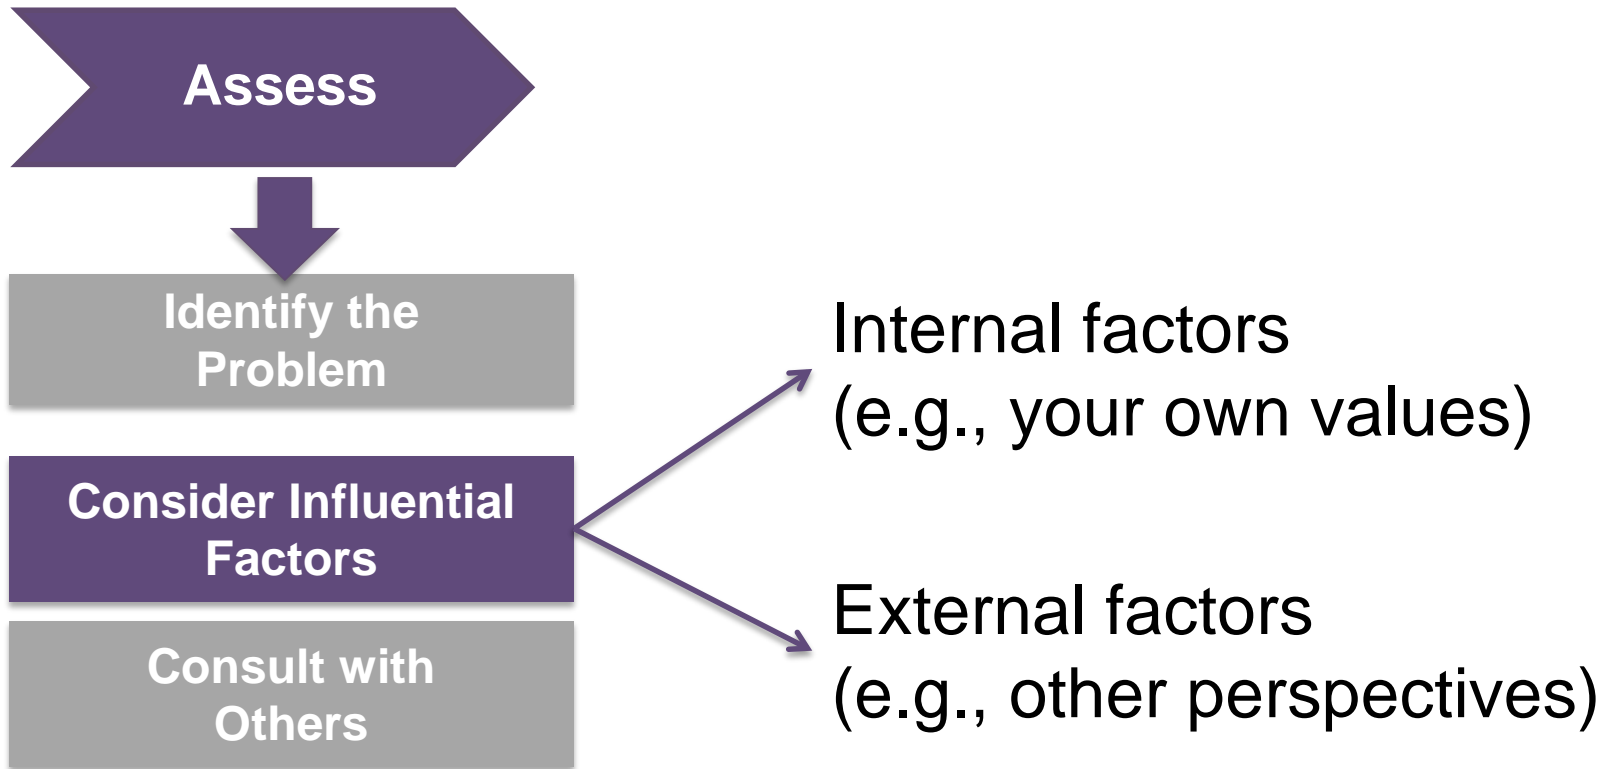 Assess
Identify the
Problem
Consider Influential
Factors
Consult with
Others
Internal factors
(e.g., your own values)
External factors
(e.g., other perspectives)